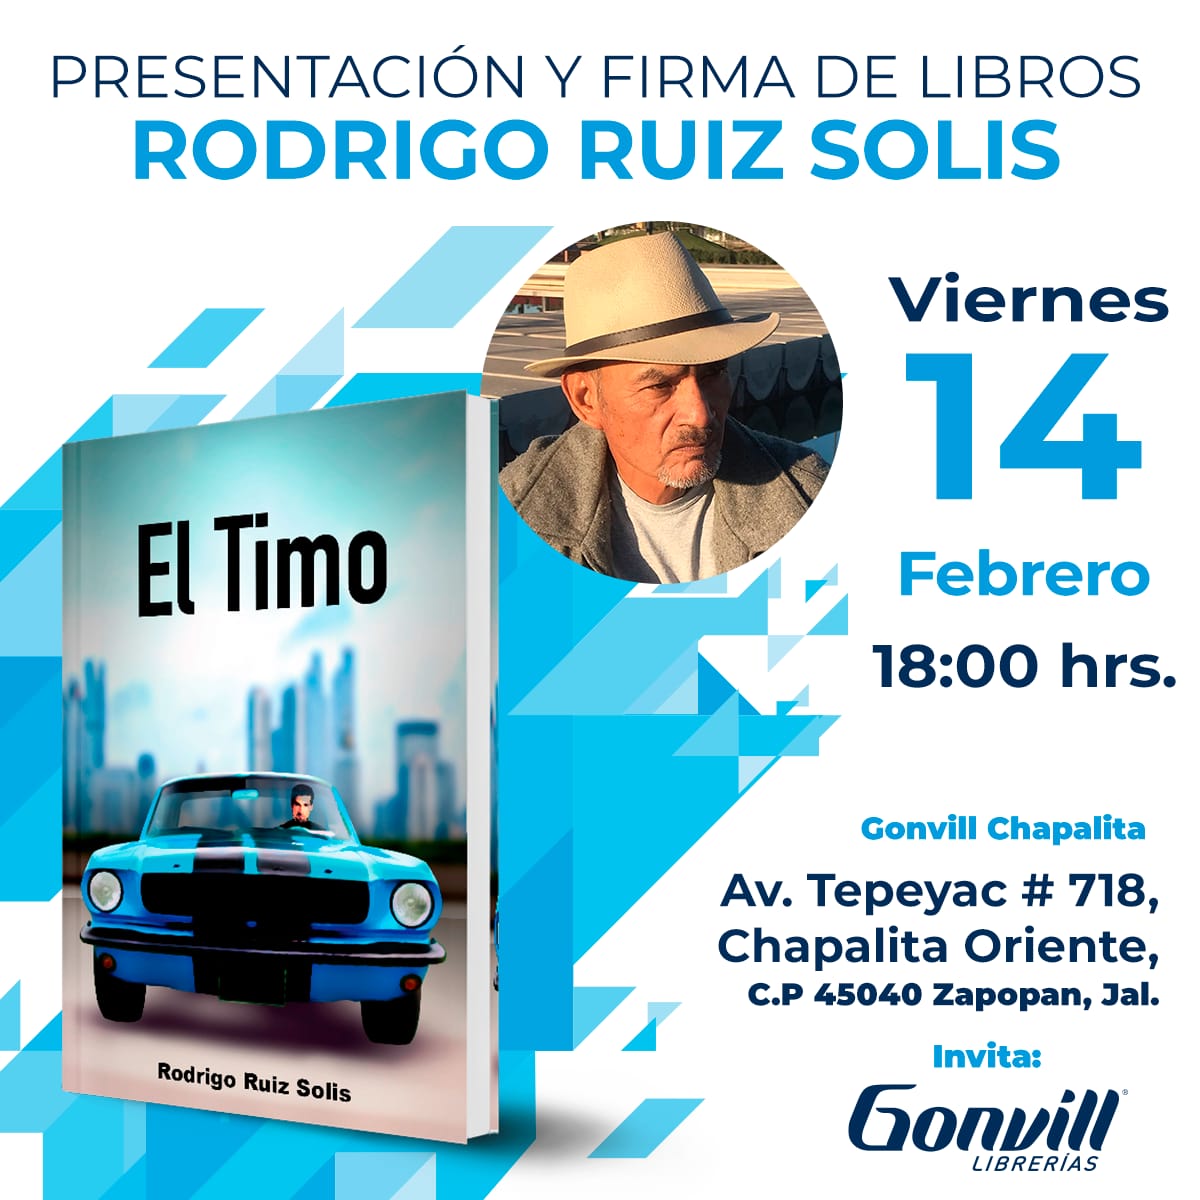 PRESENTACIÓN Y FIRMA DE LIBROS
RODRIGO RUIZ SOLIS
Viernes
14
Febrero
18:00 hrs.
El Timo
Rodrigo Ruiz Solis
Gonvill Chapalita
Av. Tepeyac # 718,
Chapalita Oriente,
C.P 45040 Zapopan, Jal.
Invita:
Gonvill®
LIBRERÍAS